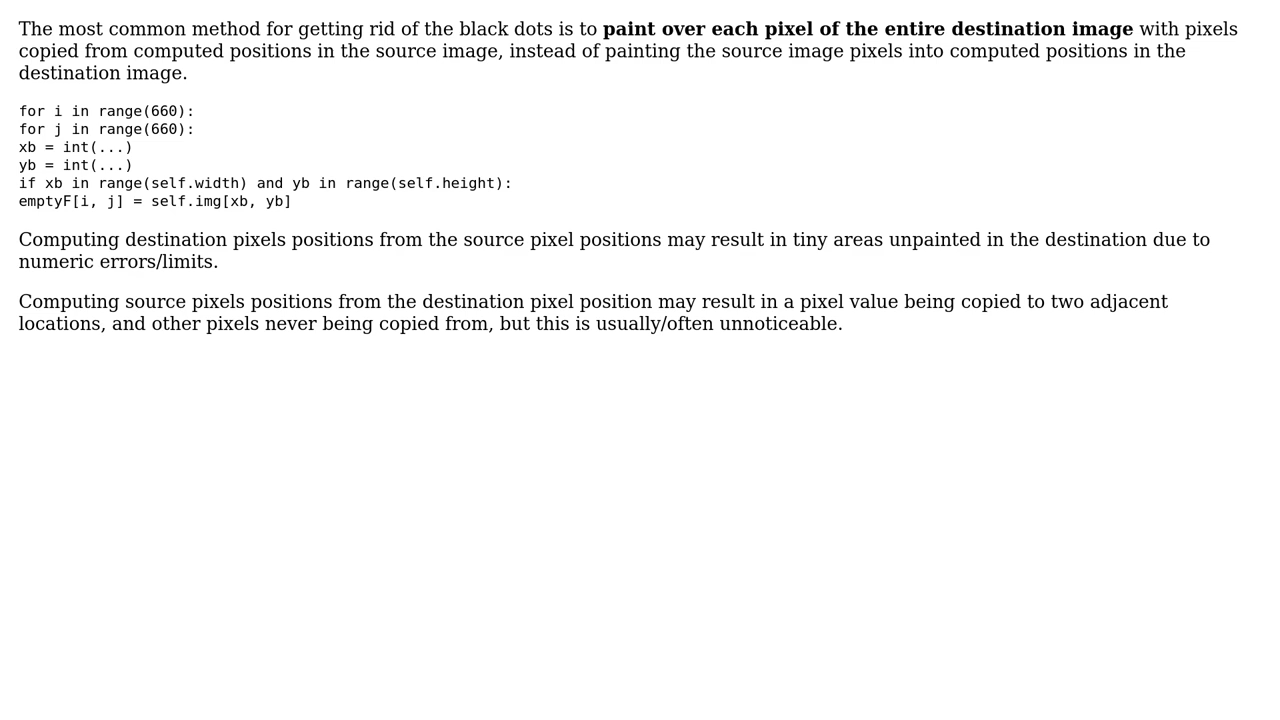 The most common method for getting rid of the black dots is to paint over each pixel of the entire destination image with pixels
copied from computed positions in the source image, instead of painting the source image pixels into computed positions in the
destination image.
for i in range(660):
for j in range(660):
xb = int(...)
yb = int(...)
if xb in range(self.width) and yb in range(self.height):
emptyF[i, j] = self.img[xb, yb]
Computing destination pixels positions from the source pixel positions may result in tiny areas unpainted in the destination due to
numeric errors/limits.
Computing source pixels positions from the destination pixel position may result in a pixel value being copied to two adjacent
locations, and other pixels never being copied from, but this is usually/often unnoticeable.